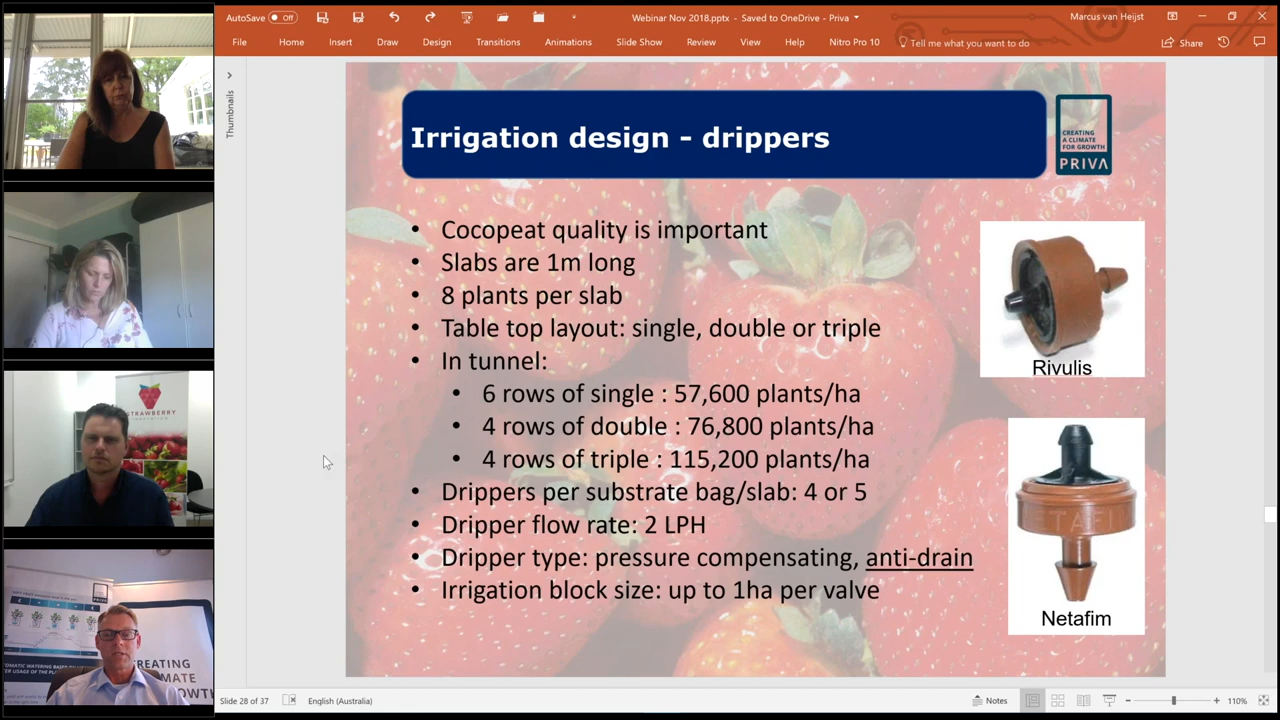 AutoSave Off
Webinar Nov 2018.pptx - Saved to OneDrive - Priva
Marcus van Heijst
File Home Insert Draw Design Transitions Animations Slide Show Review View Help Nitro Pro 10 Tell me what you want to do
Share
Thumbnails
Irrigation design - drippers
CREATING
A CLIMATE
FOR GROWTH
PRIVA
• Cocopeat quality is important
• Slabs are 1m long
• 8 plants per slab
• Table top layout: single, double or triple
• In tunnel:
• 6 rows of single : 57,600 plants/ha
• 4 rows of double : 76,800 plants/ha
• 4 rows of triple : 115,200 plants/ha
• Drippers per substrate bag/slab: 4 or 5
• Dripper flow rate: 2 LPH
• Dripper type: pressure compensating, anti-drain
• Irrigation block size: up to 1ha per valve
Rivulis
NETAFIM
Netafim
STRAWBERRY
Slide 28 of 37
English (Australia)
Notes
110%